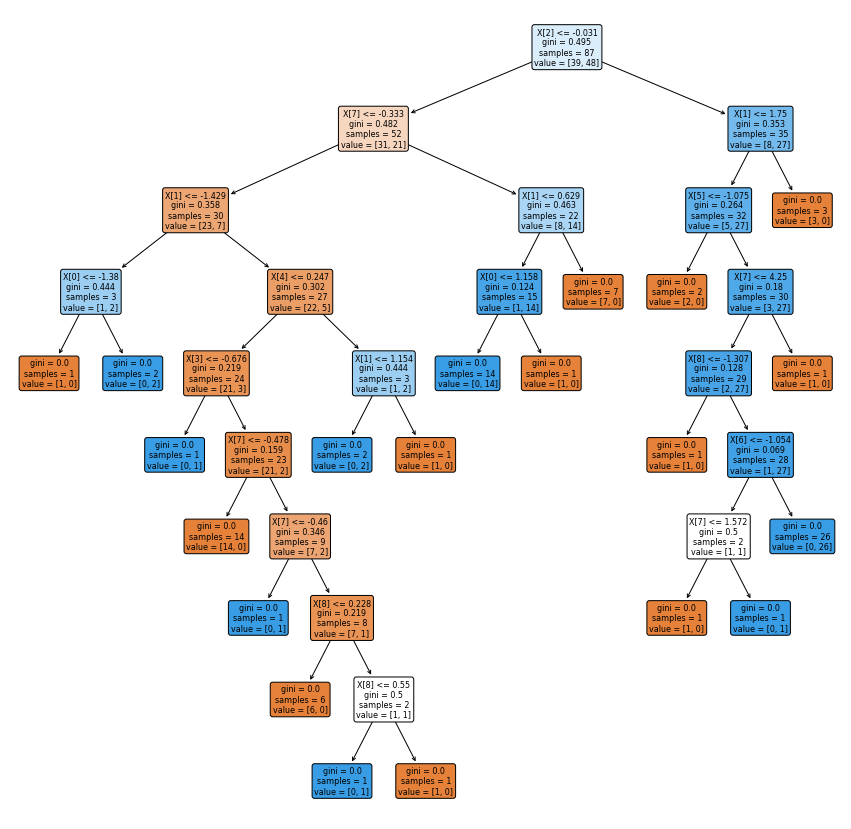 X[2] <= -0.031
gini = 0.495
samples = 87
value = [39, 48]
X[7] <= -0.333
gini = 0.482
samples = 52
value = [31, 21]
X[1] <= 1.75
gini = 0.353
samples = 35
value = [8, 27]
X[1] <= -1.429
gini = 0.358
samples = 30
value = [23, 7]
X[1] <= 0.629
gini = 0.463
samples = 22
value = [8, 14]
X[5] <= -1.075
gini = 0.264
samples = 32
value = [5, 27]
gini = 0.0
samples = 3
value = [3, 0]
X[0] <= -1.38
gini = 0.444
samples = 3
value = [1, 2]
X[4] <= 0.247
gini = 0.302
samples = 27
value = [22, 5]
X[0] <= 1.158
gini = 0.124
samples = 15
value = [1, 14]
gini = 0.0
samples = 7
value = [7, 0]
gini = 0.0
samples = 2
value = [2, 0]
X[7] <= 4.25
gini = 0.18
samples = 30
value = [3, 27]
gini = 0.0
samples = 1
value = [1, 0]
gini = 0.0
samples = 2
value = [0, 2]
X[3] <= -0.676
gini = 0.219
samples = 24
value = [21, 3]
X[1] <= 1.154
gini = 0.444
samples = 3
value = [1, 2]
gini = 0.0
samples = 14
value = [0, 14]
gini = 0.0
samples = 1
value = [1, 0]
X[8] <= -1.307
gini = 0.128
samples = 29
value = [2, 27]
gini = 0.0
samples = 1
value = [1, 0]
gini = 0.0
samples = 1
value = [0, 1]
X[7] <= -0.478
gini = 0.159
samples = 23
value = [21, 2]
gini = 0.0
samples = 2
value = [0, 2]
gini = 0.0
samples = 1
value = [1, 0]
gini = 0.0
samples = 1
value = [1, 0]
X[6] <= -1.054
gini = 0.069
samples = 28
value = [1, 27]
gini = 0.0
samples = 14
value = [14, 0]
X[7] <= -0.46
gini = 0.346
samples = 9
value = [7, 2]
X[7] <= 1.572
gini = 0.5
samples = 2
value = [1, 1]
gini = 0.0
samples = 26
value = [0, 26]
gini = 0.0
samples = 1
value = [0, 1]
X[8] <= 0.228
gini = 0.219
samples = 8
value = [7, 1]
gini = 0.0
samples = 1
value = [1, 0]
gini = 0.0
samples = 1
value = [0, 1]
gini = 0.0
samples = 6
value = [6, 0]
X[8] <= 0.55
gini = 0.5
samples = 2
value = [1, 1]
gini = 0.0
samples = 1
value = [0, 1]
gini = 0.0
samples = 1
value = [1, 0]